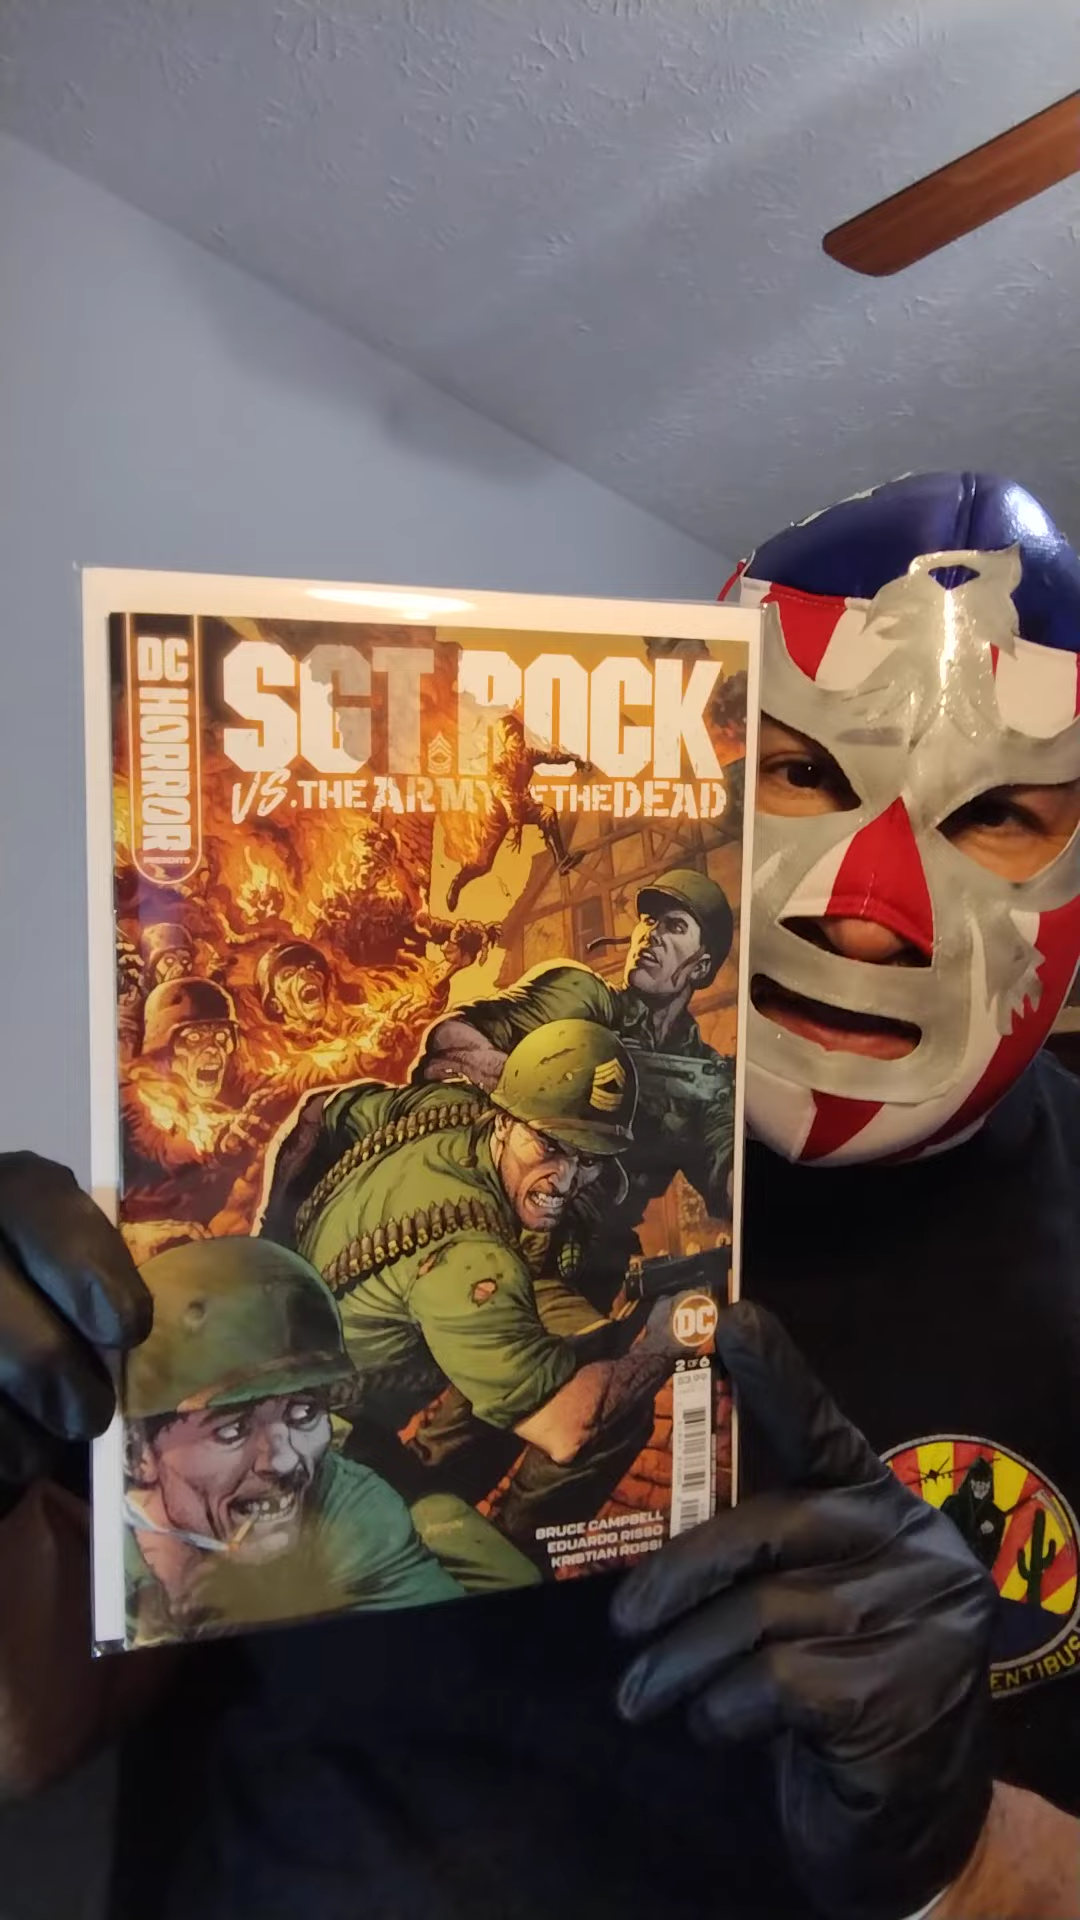 DC HORROR
PRESENTS
SGT. ROCK
VS. THE ARMY OF THE DEAD
DC
2 OF 6
$3.99
BRUCE CAMPBELL
EDUARDO RISSO
KRISTIAN ROSSI
ENTIBUS